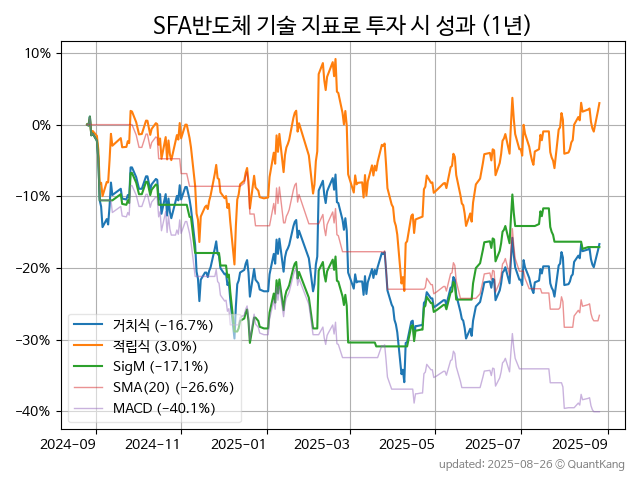 SFA반도체 기술 지표로 투자 시 성과 (1년)
10%
0%
−10%
−20%
−30%
−40%
거치식 (−16.7%)
적립식 (3.0%)
SigM (−17.1%)
SMA(20) (−26.6%)
MACD (−40.1%)
2024-09 2024-11 2025-01 2025-03 2025-05 2025-07 2025-09
updated: 2025-08-26 © QuantKang